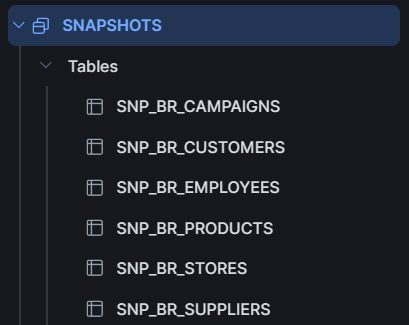 SNAPSHOTS
Tables
SNP_BR_CAMPAIGNS
SNP_BR_CUSTOMERS
SNP_BR_EMPLOYEES
SNP_BR_PRODUCTS
SNP_BR_STORES
SNP_BR_SUPPLIERS